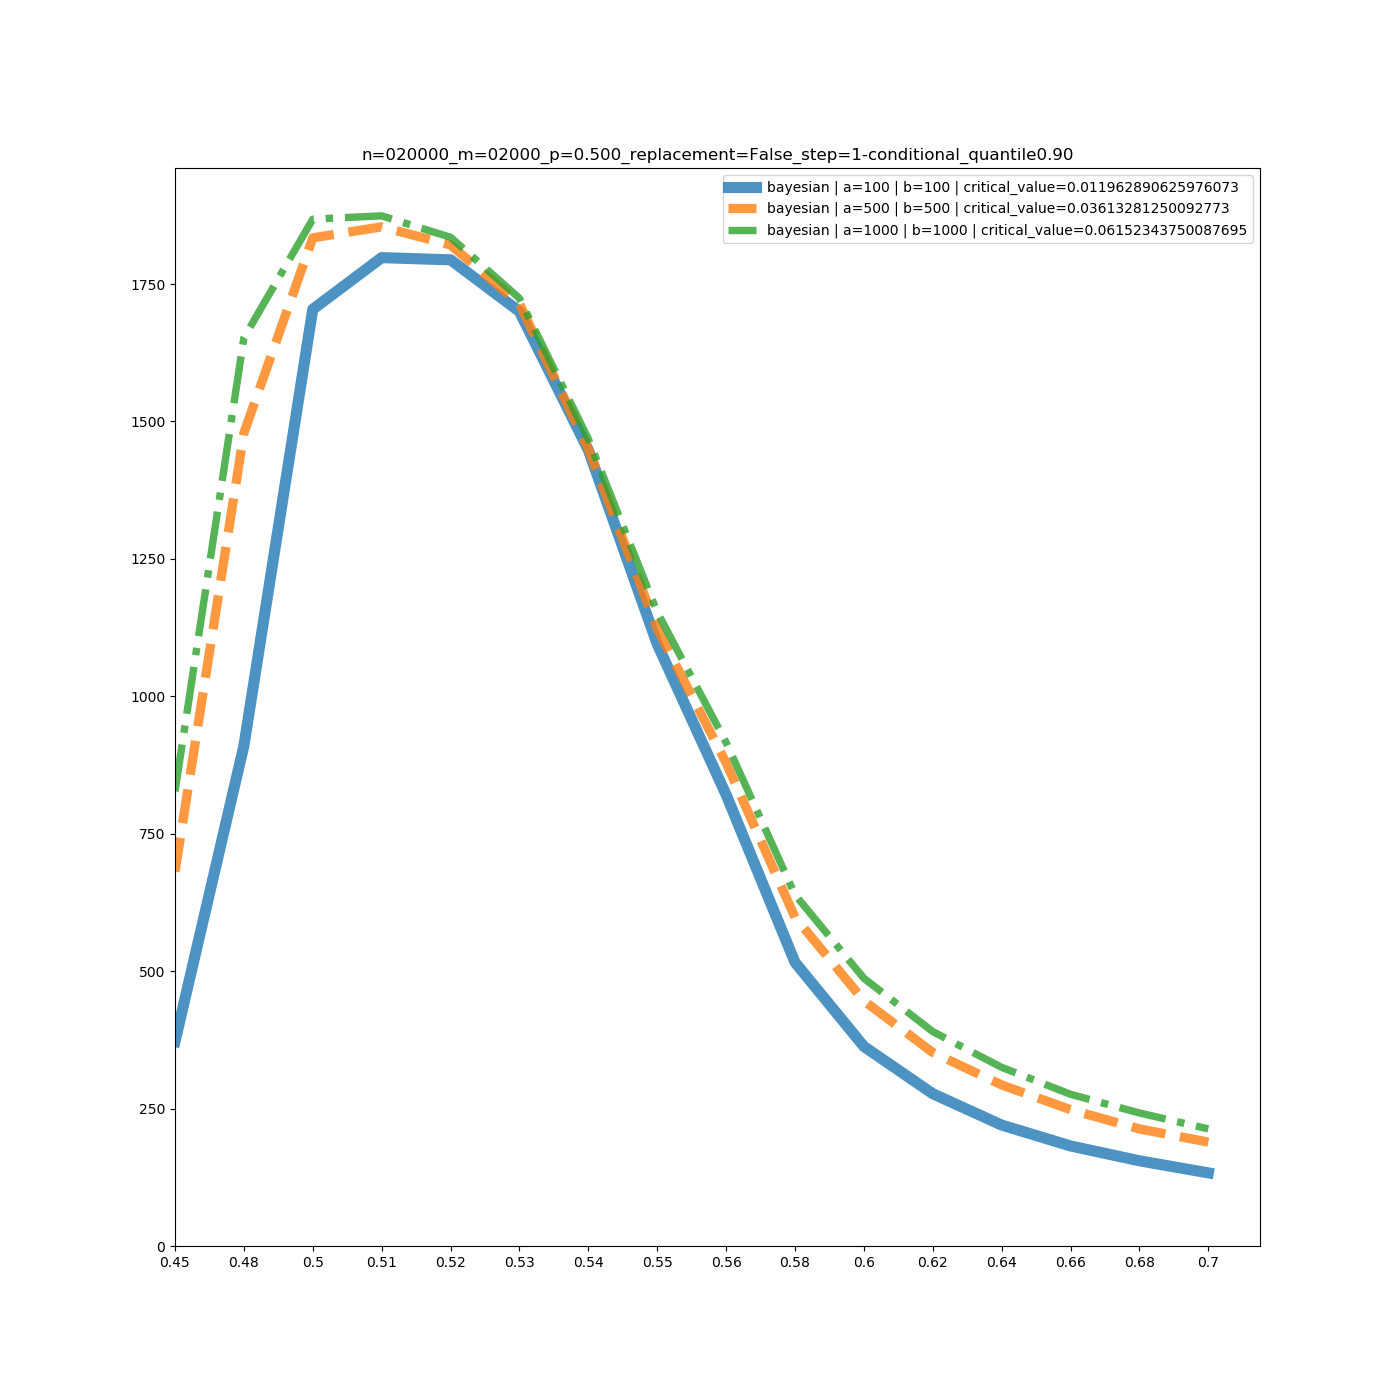 n=020000_m=02000_p=0.500_replacement=False_step=1-conditional_quantile0.90
bayesian | a=100 | b=100 | critical_value=0.011962890625976073
bayesian | a=500 | b=500 | critical_value=0.03613281250092773
bayesian | a=1000 | b=1000 | critical_value=0.06152343750087695
1750
1500
1250
1000
750
500
250
0
0.45 0.48 0.5 0.51 0.52 0.53 0.54 0.55 0.56 0.58 0.6 0.62 0.64 0.66 0.68 0.7